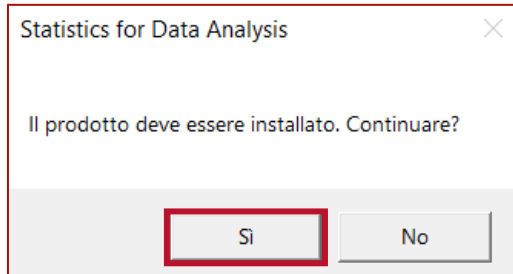 Statistics for Data Analysis
Il prodotto deve essere installato. Continuare?
Sì
No